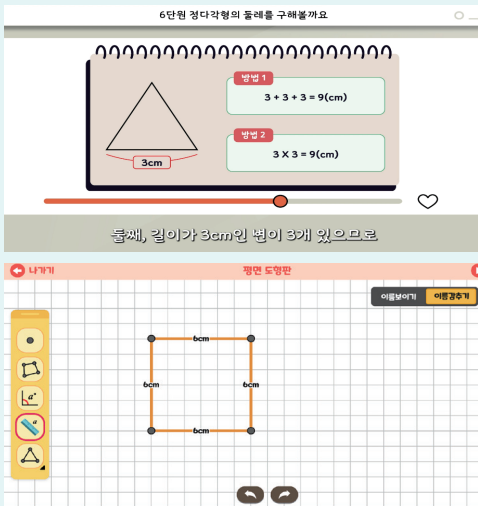 6단원 정다각형의 둘레를 구해볼까요
방법 1
3 + 3 + 3 = 9(cm)
방법 2
3 X 3 = 9(cm)
3cm
둘째, 길이가 3cm인 변이 3개 있으므로
나가기
평면 도형판
이름보이기
이름감추기
6cm
6cm
6cm
6cm
a°
a